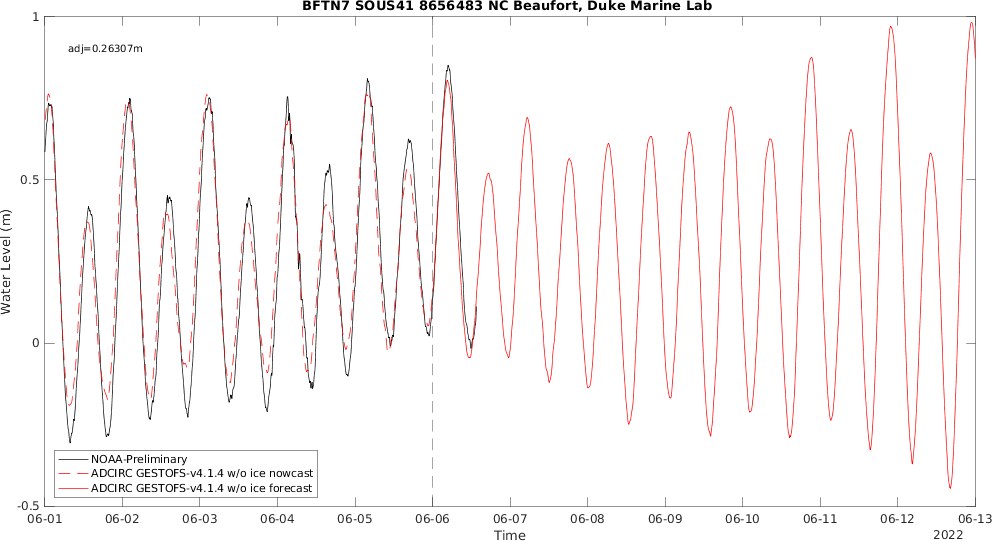 BFTN7 SOUS41 8656483 NC Beaufort, Duke Marine Lab
adj=0.26307m
Water Level (m)
1
0.5
0
-0.5
NOAA-Preliminary
ADCIRC GESTOFS-v4.1.4 w/o ice nowcast
ADCIRC GESTOFS-v4.1.4 w/o ice forecast
06-01 06-02 06-03 06-04 06-05 06-06 06-07 06-08 06-09 06-10 06-11 06-12 06-13
Time
2022